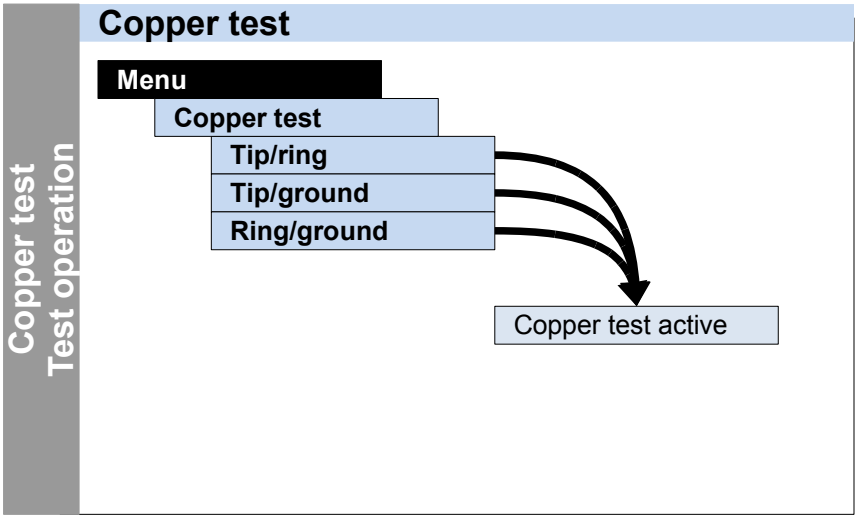 Copper test
Test operation
Copper test
Menu
Copper test
Tip/ring
Tip/ground
Ring/ground
Copper test active